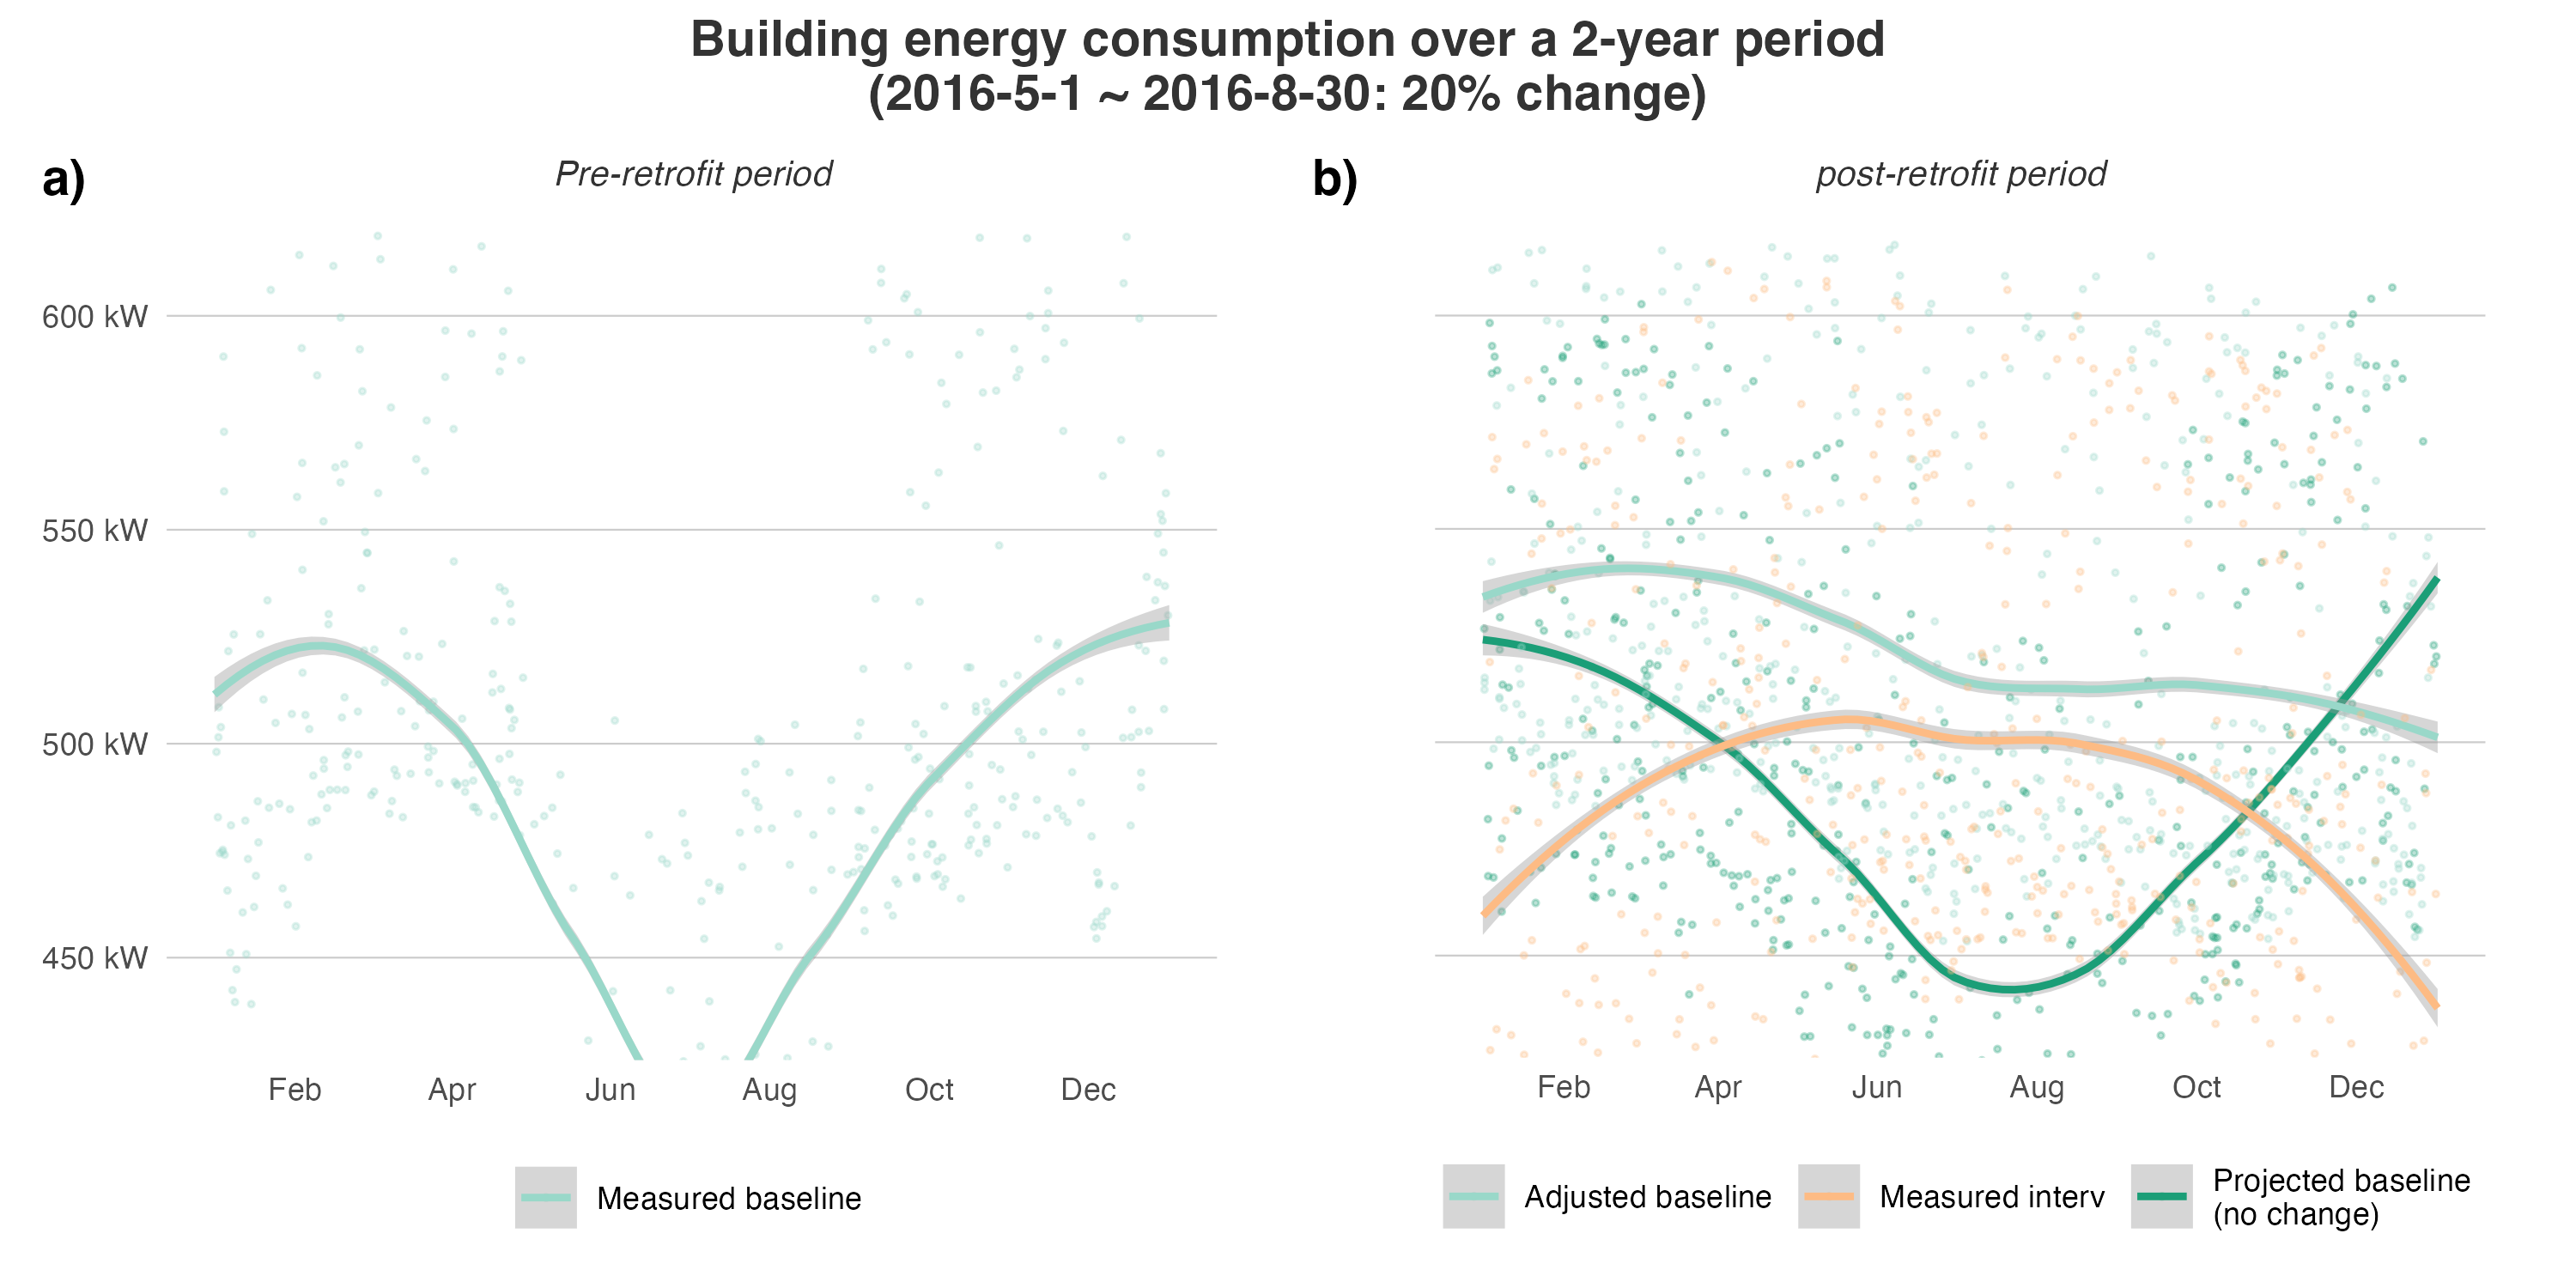 Building energy consumption over a 2-year period
(2016-5-1 ~ 2016-8-30: 20% change)
a)
Pre-retrofit period
600 kW
550 kW
500 kW
450 kW
Feb Apr Jun Aug Oct Dec
Measured baseline
b)
post-retrofit period
Feb Apr Jun Aug Oct Dec
Adjusted baseline
Measured interv
Projected baseline
(no change)